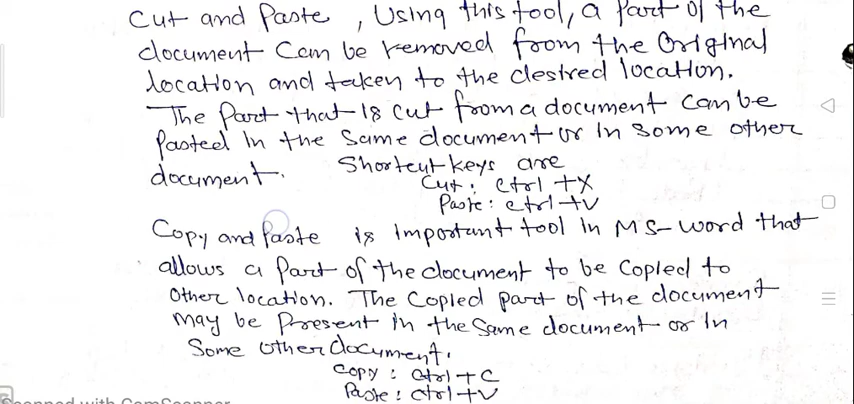 Cut and Paste, Using this tool, a part of the
document can be removed from the original
location and taken to the desired location.
The Part that is cut from a document can be
Pasted in the same document or in some other
document. Shortcut keys are
Cut : ctrl +X
Paste : ctrl +V
Copy and Paste is important tool in MS-word that
allows a part of the document to be copied to
other location. The copied part of the document
may be Present in the same document or in
Some other document.
Copy : ctrl + C
Paste : ctrl + V
Scanned with CamScanner